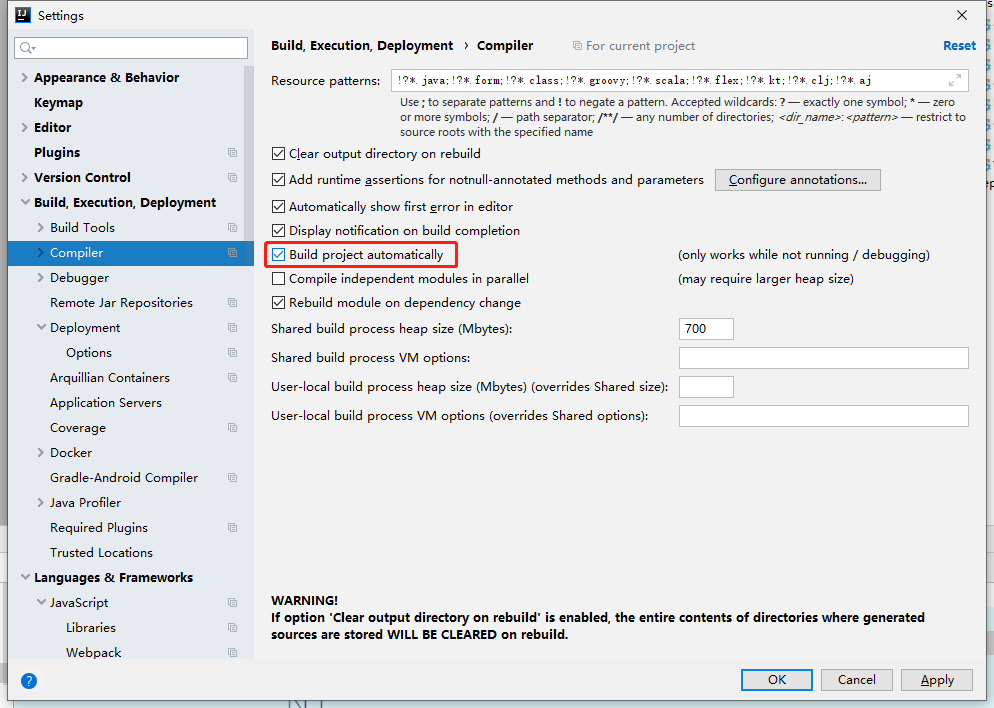 Settings
Build, Execution, Deployment › Compiler
For current project
Reset
Appearance & Behavior
Keymap
Editor
Plugins
Version Control
Build, Execution, Deployment
Build Tools
Compiler
Debugger
Remote Jar Repositories
Deployment
Options
Arquillian Containers
Application Servers
Coverage
Docker
Gradle-Android Compiler
Java Profiler
Required Plugins
Trusted Locations
Languages & Frameworks
JavaScript
Libraries
Webpack
Resource patterns: !?*.java;!?*.form;!?*.class;!?*.groovy;!?*.scala;!?*.flex;!?*.kt;!?*.clj;!?*.aj
Use ; to separate patterns and ! to negate a pattern. Accepted wildcards: ? — exactly one symbol; * — zero
or more symbols; / — path separator; /**/ — any number of directories; <dir_name>:<pattern> — restrict to
source roots with the specified name
Clear output directory on rebuild
Add runtime assertions for notnull-annotated methods and parameters Configure annotations...
Automatically show first error in editor
Display notification on build completion
Build project automatically (only works while not running / debugging)
Compile independent modules in parallel (may require larger heap size)
Rebuild module on dependency change
Shared build process heap size (Mbytes): 700
Shared build process VM options:
User-local build process heap size (Mbytes) (overrides Shared size):
User-local build process VM options (overrides Shared options):
WARNING!
If option 'Clear output directory on rebuild' is enabled, the entire contents of directories where generated
sources are stored WILL BE CLEARED on rebuild.
?
OK
Cancel
Apply